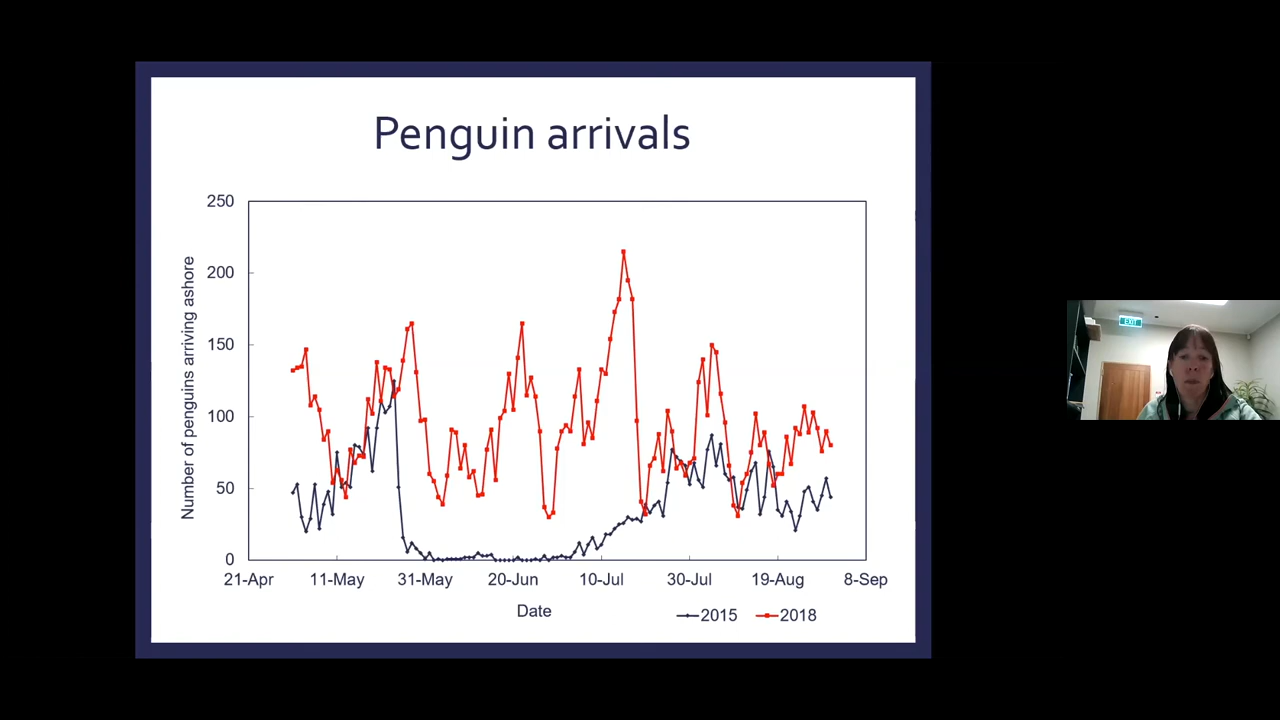 Penguin arrivals
250
200
150
100
50
0
Number of penguins arriving ashore
21-Apr 11-May 31-May 20-Jun 10-Jul 30-Jul 19-Aug 8-Sep
Date
2015 2018
EXIT